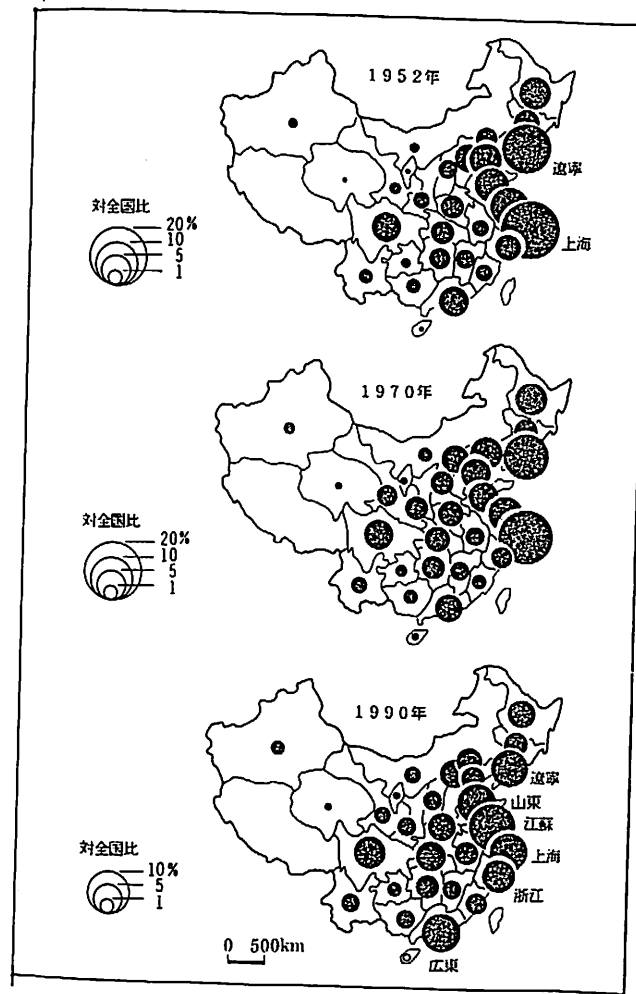 1952年
遼寧
上海
対全国比
20%
10
5
1
1970年
対全国比
20%
10
5
1
1990年
遼寧
山東
江蘇
上海
浙江
広東
対全国比
10%
5
1
0 500km